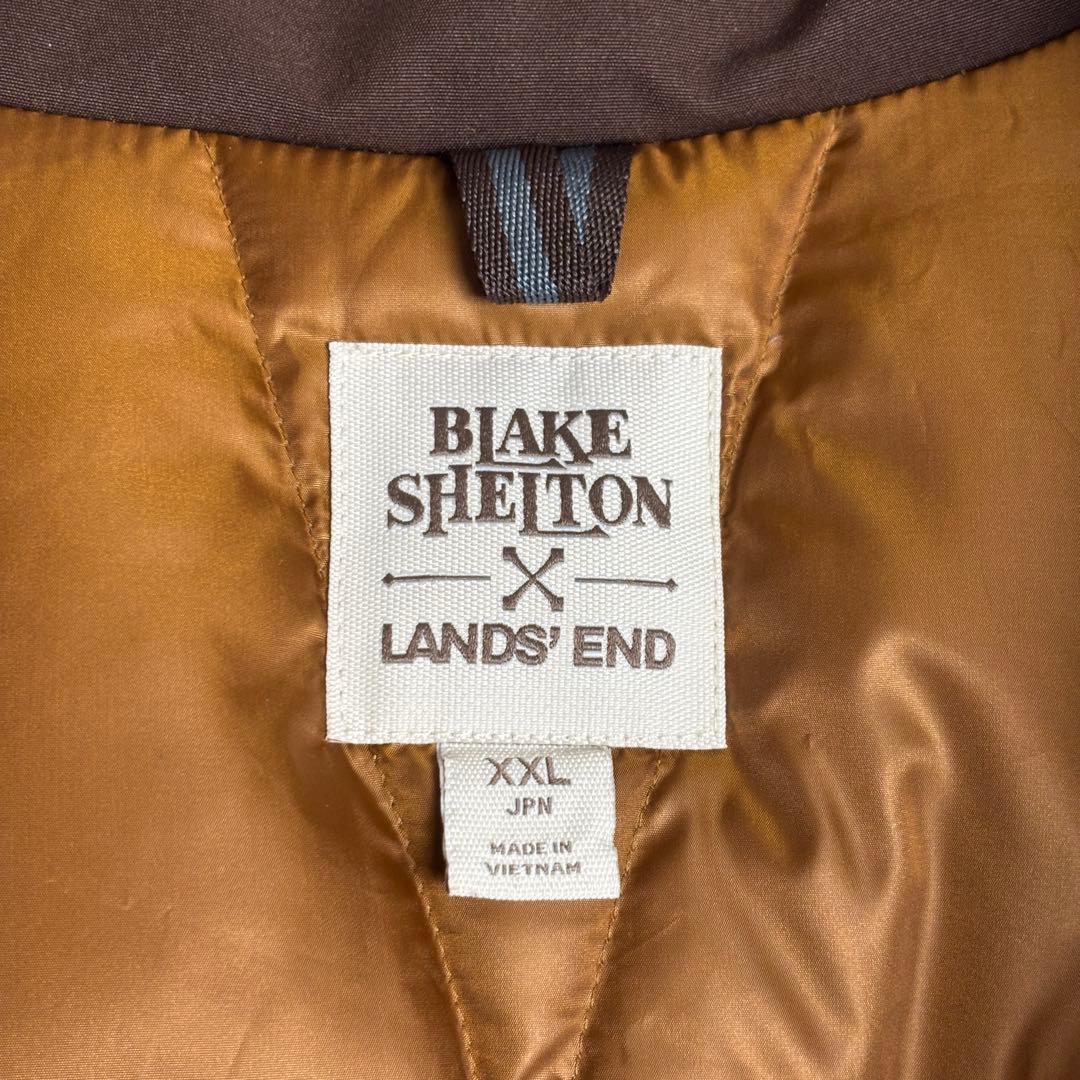 BLAKE
SHELTON
X
LANDS' END
XXL
JPN
MADE IN
VIETNAM